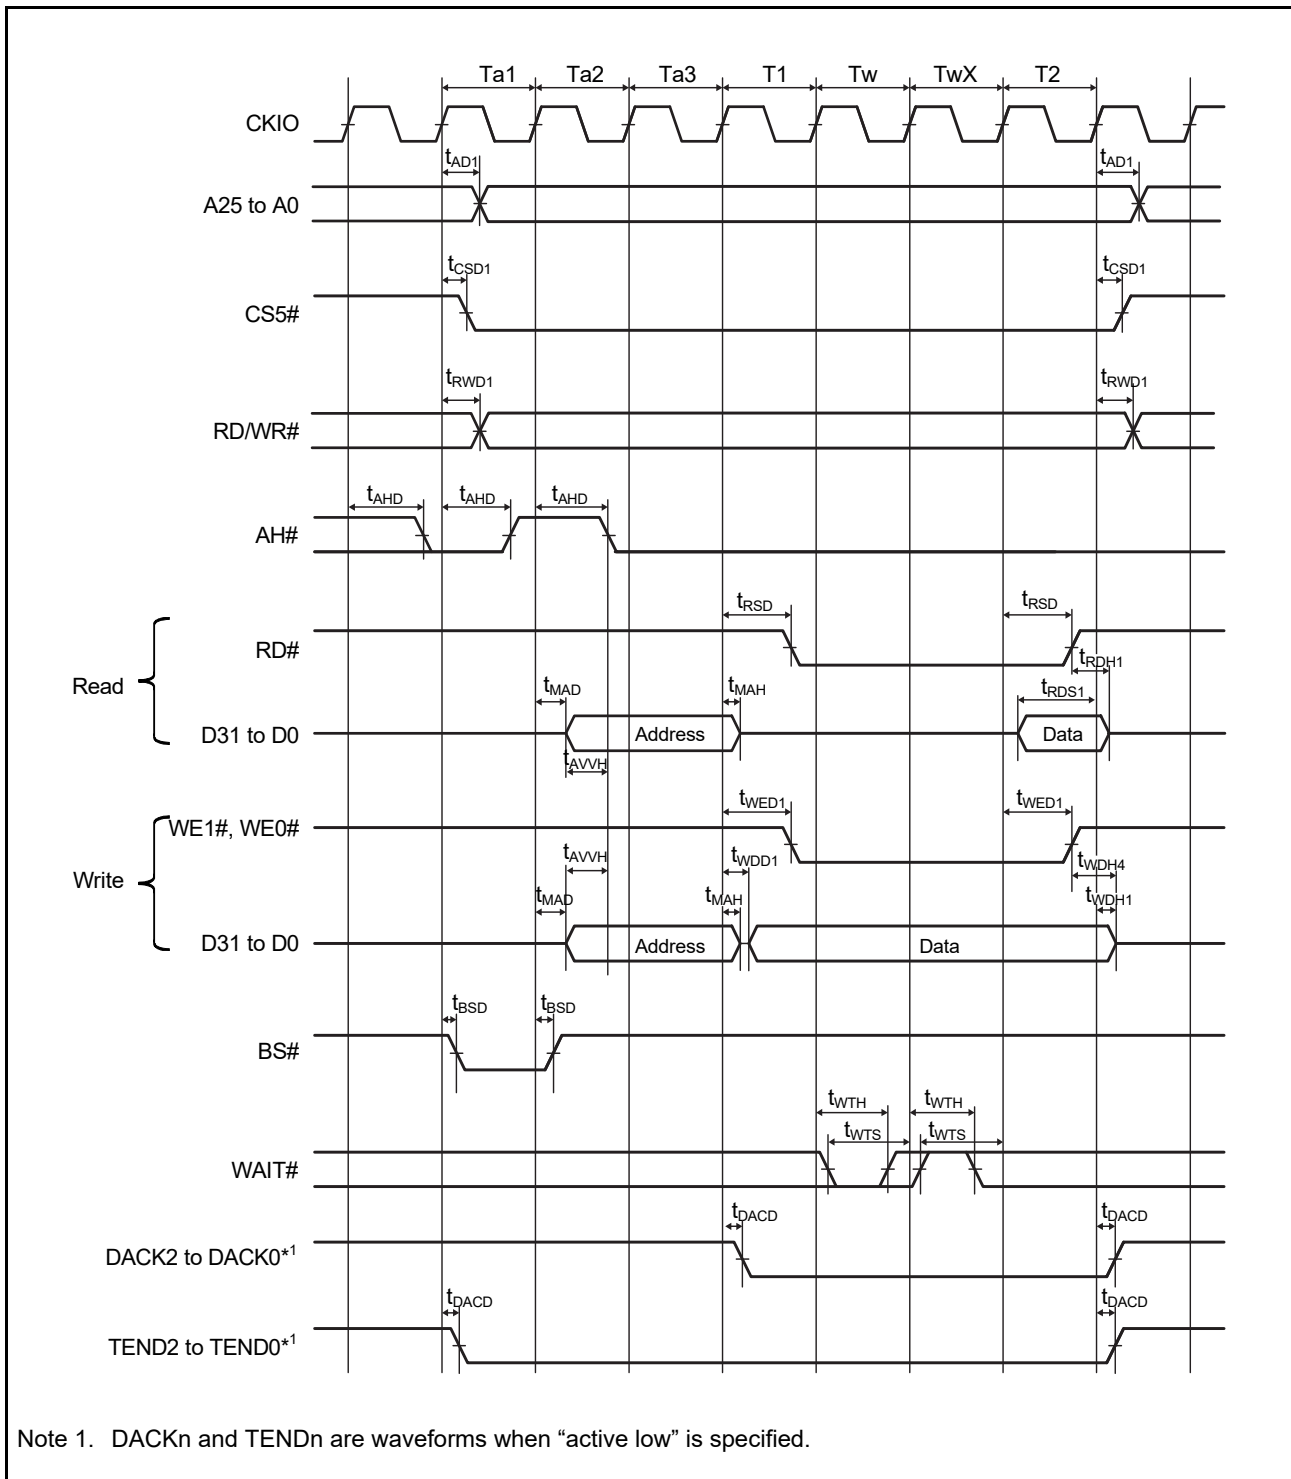 Ta1 Ta2 Ta3 T1 Tw TwX T2
CKIO
tAD1 tAD1
A25 to A0
tCSD1 tCSD1
CS5#
tRWD1 tRWD1
RD/WR#
tAHD tAHD tAHD
AH#
tRSD tRSD
RD#
tRDH1
Read
tMAD tMAH tRDS1
D31 to D0 Address Data
tAVVH
tWED1 tWED1
WE1#, WE0#
tAVVH tWDD1 tWDH4
Write
tMAD tMAH tWDH1
D31 to D0 Address Data
tBSD tBSD
BS#
tWTH tWTH
tWTS tWTS
WAIT#
tDACD tDACD
DACK2 to DACK0*1
tDACD tDACD
TEND2 to TEND0*1
Note 1. DACKn and TENDn are waveforms when “active low” is specified.